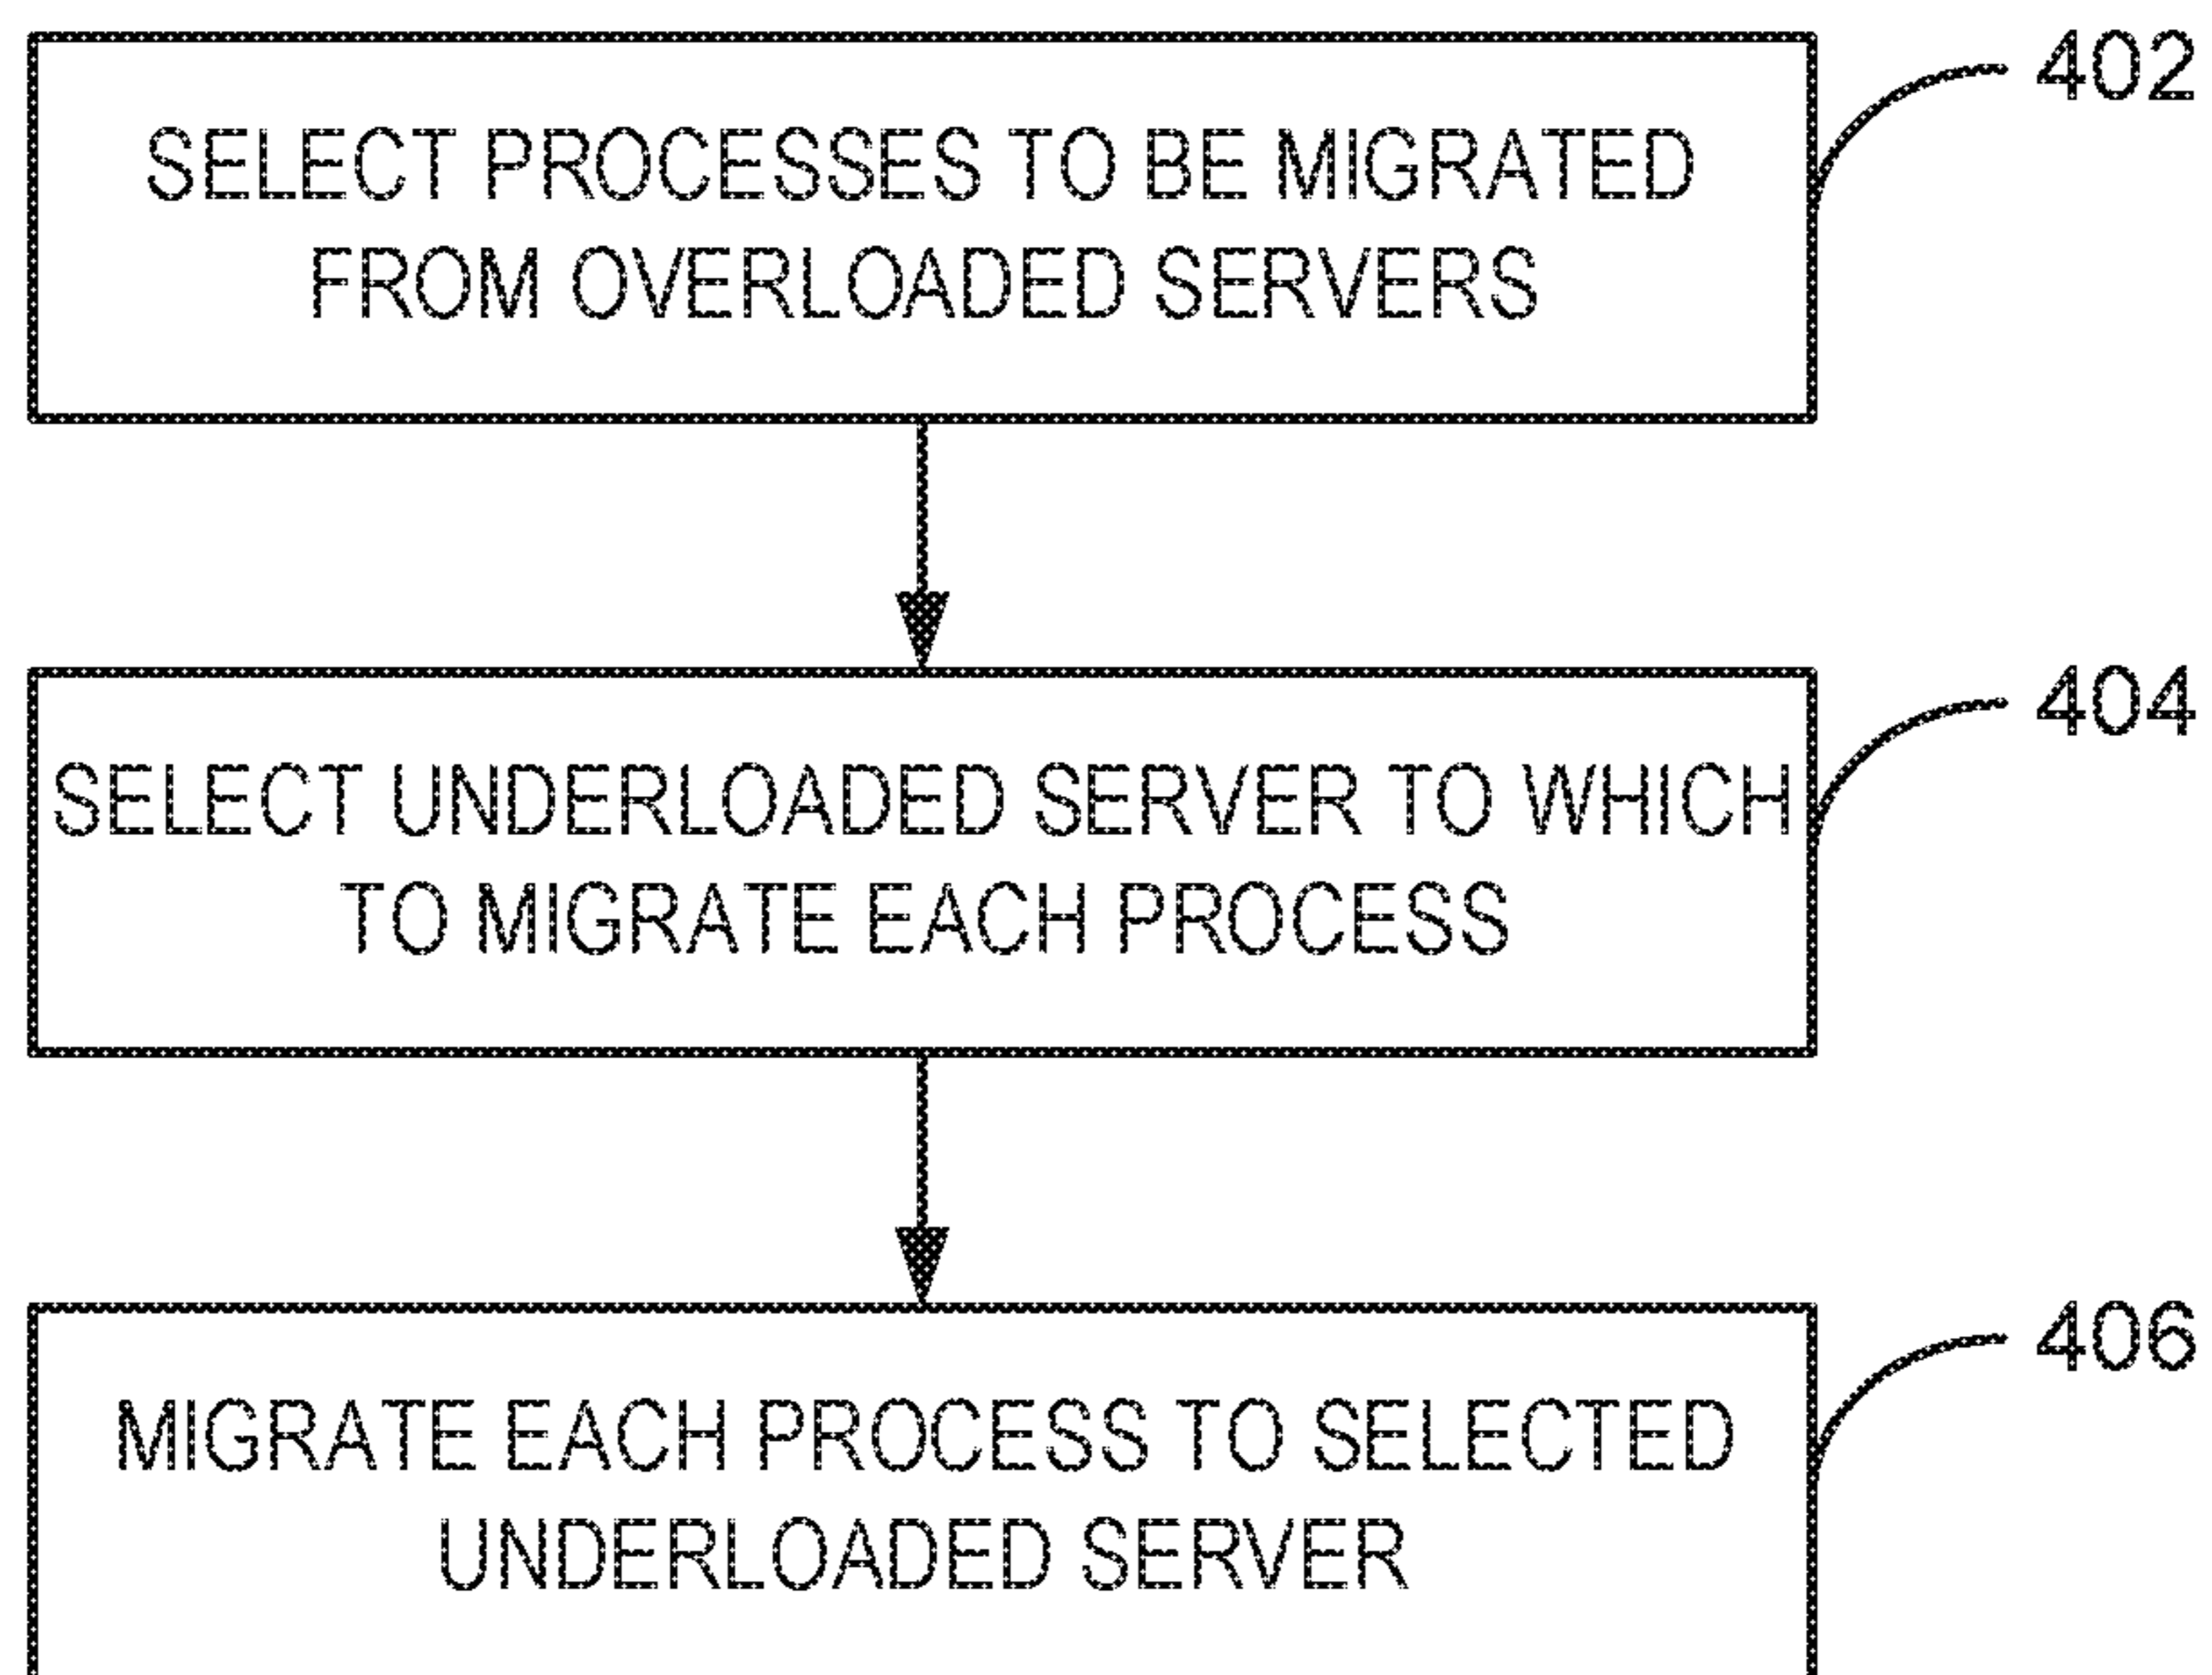 402
SELECT PROCESSES TO BE MIGRATED
FROM OVERLOADED SERVERS
404
SELECT UNDERLOADED SERVER TO WHICH
TO MIGRATE EACH PROCESS
406
MIGRATE EACH PROCESS TO SELECTED
UNDERLOADED SERVER